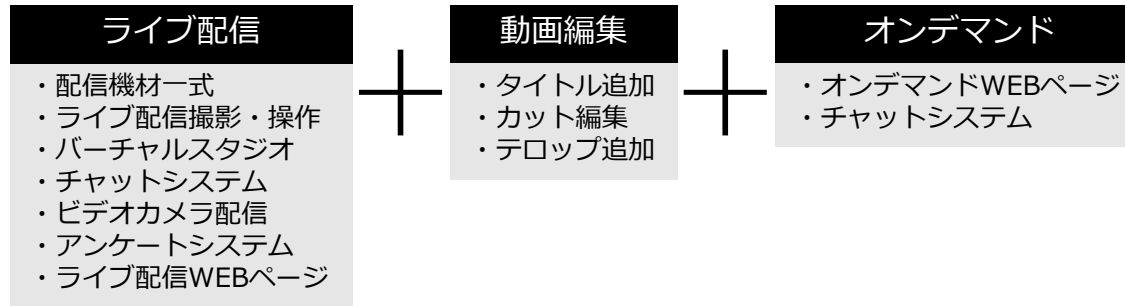 ライブ配信
・配信機材一式
・ライブ配信撮影・操作
・バーチャルスタジオ
・チャットシステム
・ビデオカメラ配信
・アンケートシステム
・ライブ配信WEBページ
動画編集
・タイトル追加
・カット編集
・テロップ追加
オンデマンド
・オンデマンドWEBページ
・チャットシステム